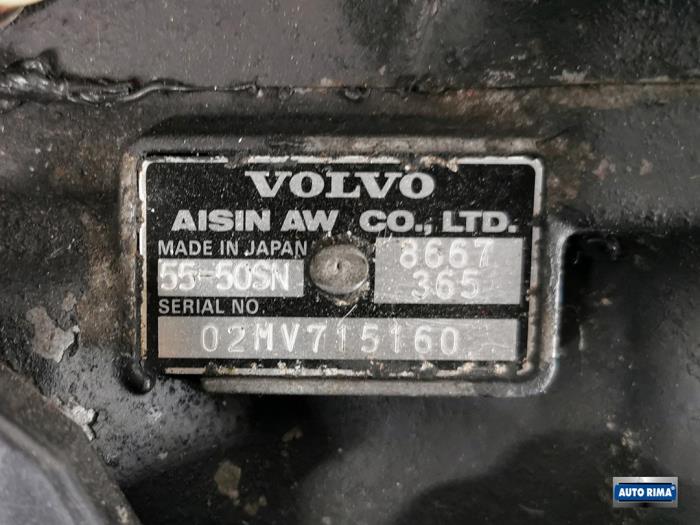 VOLVO
AISIN AW CO., LTD.
MADE IN JAPAN 8667
55-50SN 365
SERIAL NO.
02MV715160
AUTO RIMA